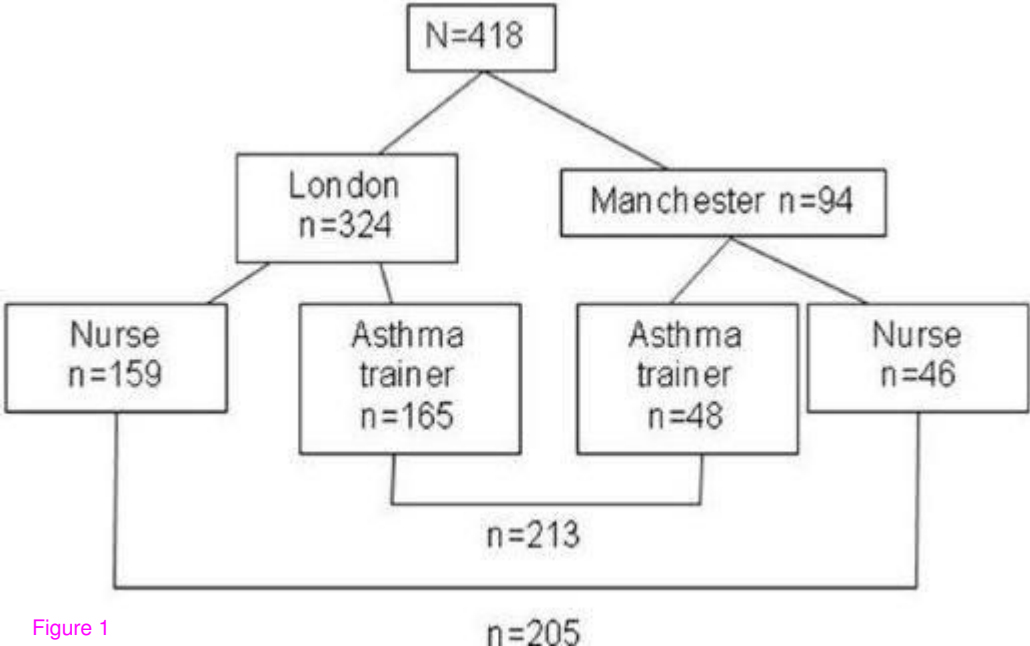 N=418
London
n=324
Manchester n=94
Nurse
n=159
Asthma
trainer
n=165
Asthma
trainer
n=48
Nurse
n=46
n=213
Figure 1
n=205